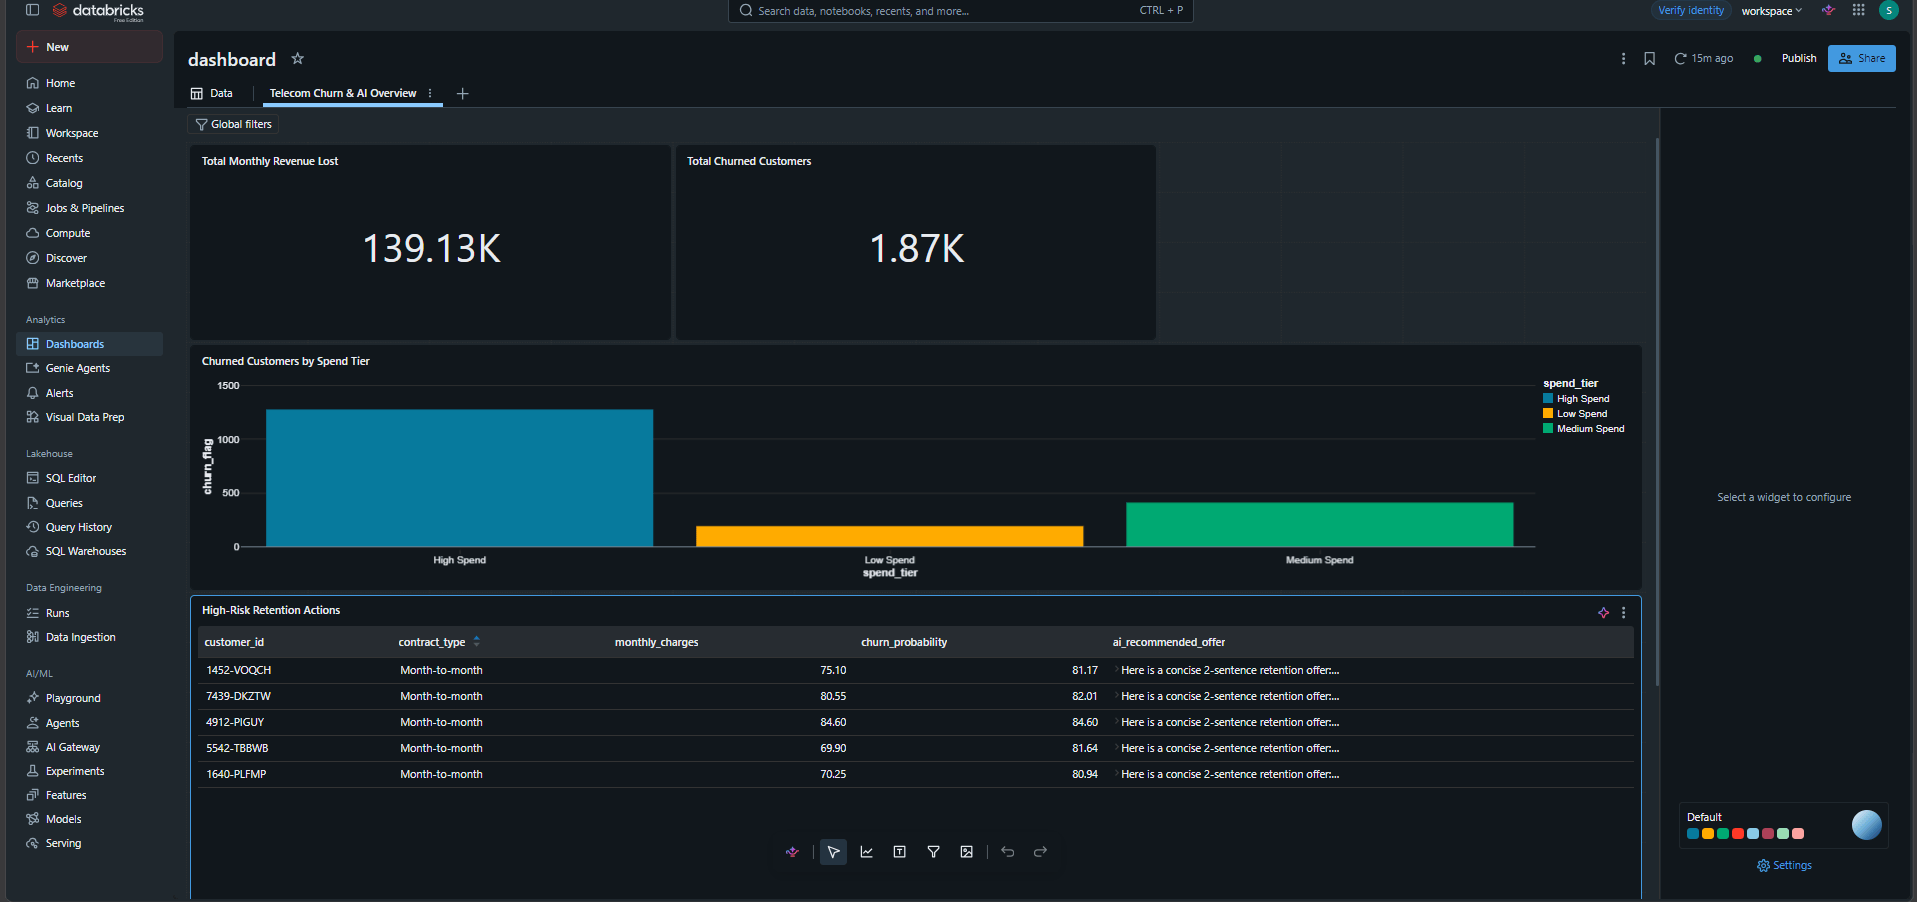 databricks
Free Edition
Search data, notebooks, recents, and more...
CTRL + P
Verify identity
workspace
S
New
Home
Learn
Workspace
Recents
Catalog
Jobs & Pipelines
Compute
Discover
Marketplace
Analytics
Dashboards
Genie Agents
Alerts
Visual Data Prep
Lakehouse
SQL Editor
Queries
Query History
SQL Warehouses
Data Engineering
Runs
Data Ingestion
AI/ML
Playground
Agents
AI Gateway
Experiments
Features
Models
Serving
dashboard
15m ago
Publish
Share
Data
Telecom Churn & AI Overview
Global filters
Total Monthly Revenue Lost
139.13K
Total Churned Customers
1.87K
Churned Customers by Spend Tier
churn_flag
1500
1000
500
0
High Spend
Low Spend
Medium Spend
spend_tier
spend_tier
High Spend
Low Spend
Medium Spend
High-Risk Retention Actions
customer_id contract_type monthly_charges churn_probability ai_recommended_offer
1452-VOQCH Month-to-month 75.10 81.17 Here is a concise 2-sentence retention offer:...
7439-DKZTW Month-to-month 80.55 82.01 Here is a concise 2-sentence retention offer:...
4912-PIGUY Month-to-month 84.60 84.60 Here is a concise 2-sentence retention offer:...
5542-TBBWB Month-to-month 69.90 81.64 Here is a concise 2-sentence retention offer:...
1640-PLFMP Month-to-month 70.25 80.94 Here is a concise 2-sentence retention offer:...
Select a widget to configure
Default
Settings